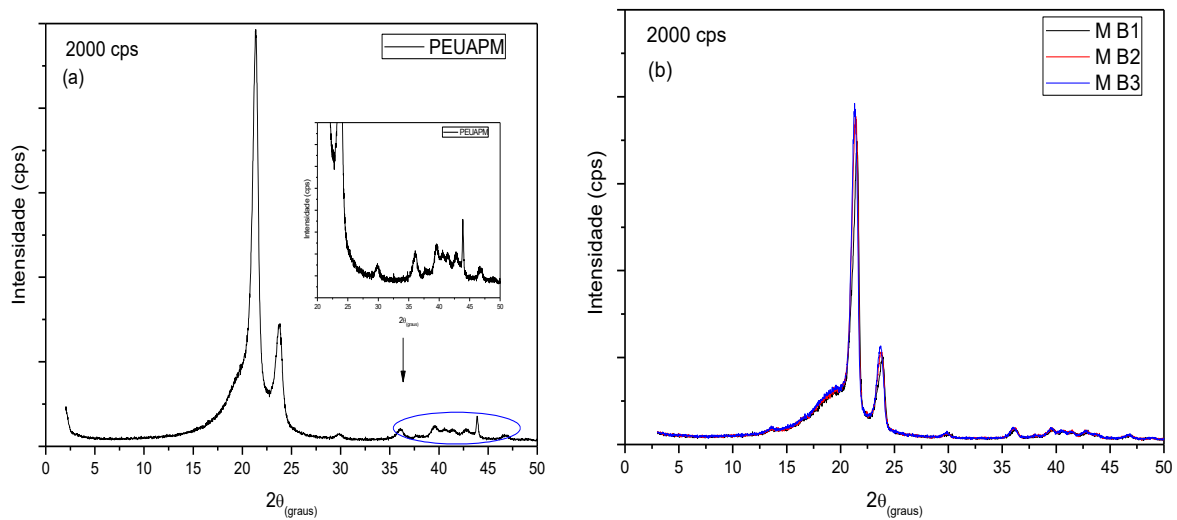 2000 cps
(a)
PEUAPM
Intensidade (cps)
PEUAPM
Intensidade (cps)
20 25 30 35 40 45 50
2θ(graus)
0 5 10 15 20 25 30 35 40 45 50
2θ(graus)
2000 cps
(b)
M B1
M B2
M B3
Intensidade (cps)
0 5 10 15 20 25 30 35 40 45 50
2θ(graus)